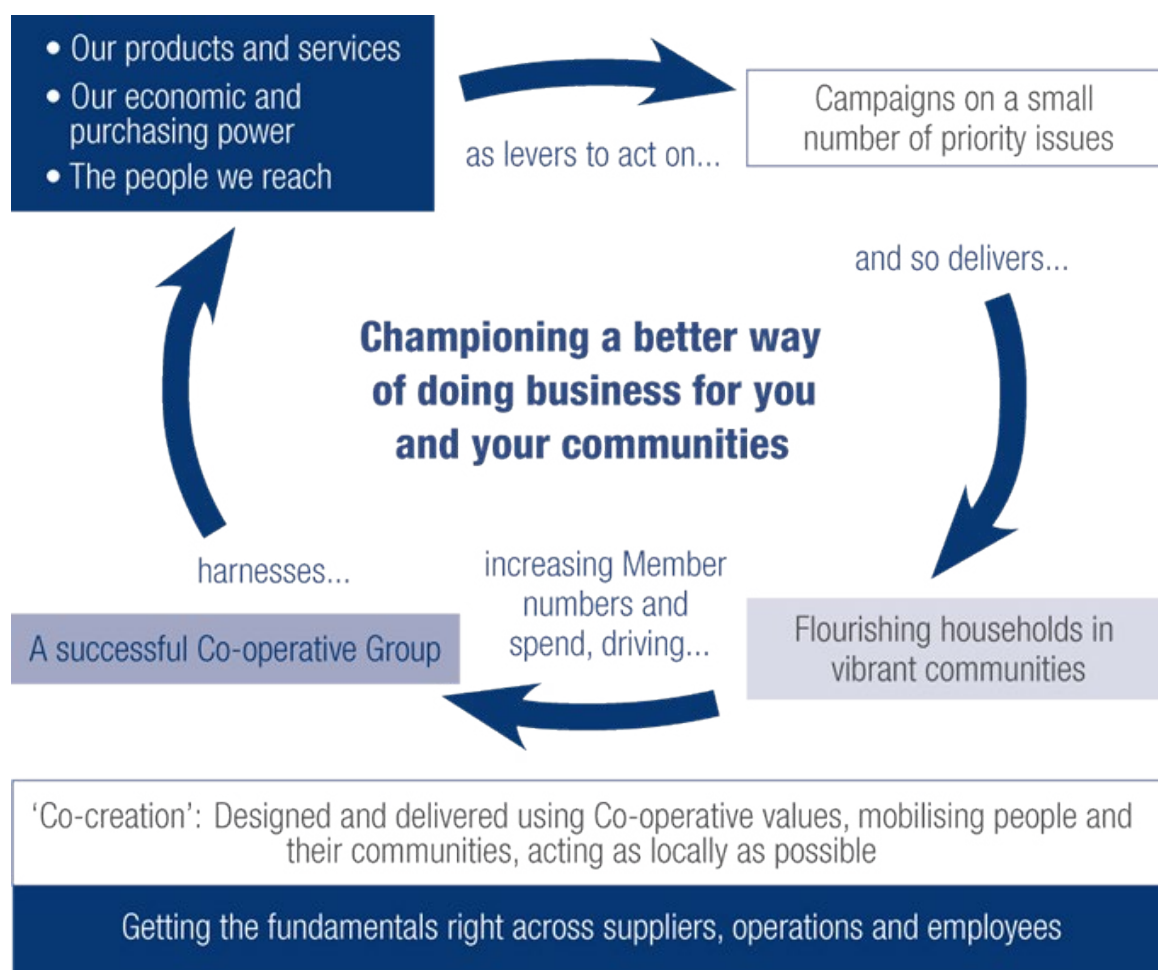 • Our products and services
• Our economic and
purchasing power
• The people we reach
as levers to act on...
Campaigns on a small
number of priority issues
and so delivers...
Championing a better way
of doing business for you
and your communities
harnesses...
increasing Member
numbers and
spend, driving...
A successful Co-operative Group
Flourishing households in
vibrant communities
‘Co-creation’: Designed and delivered using Co-operative values, mobilising people and
their communities, acting as locally as possible
Getting the fundamentals right across suppliers, operations and employees